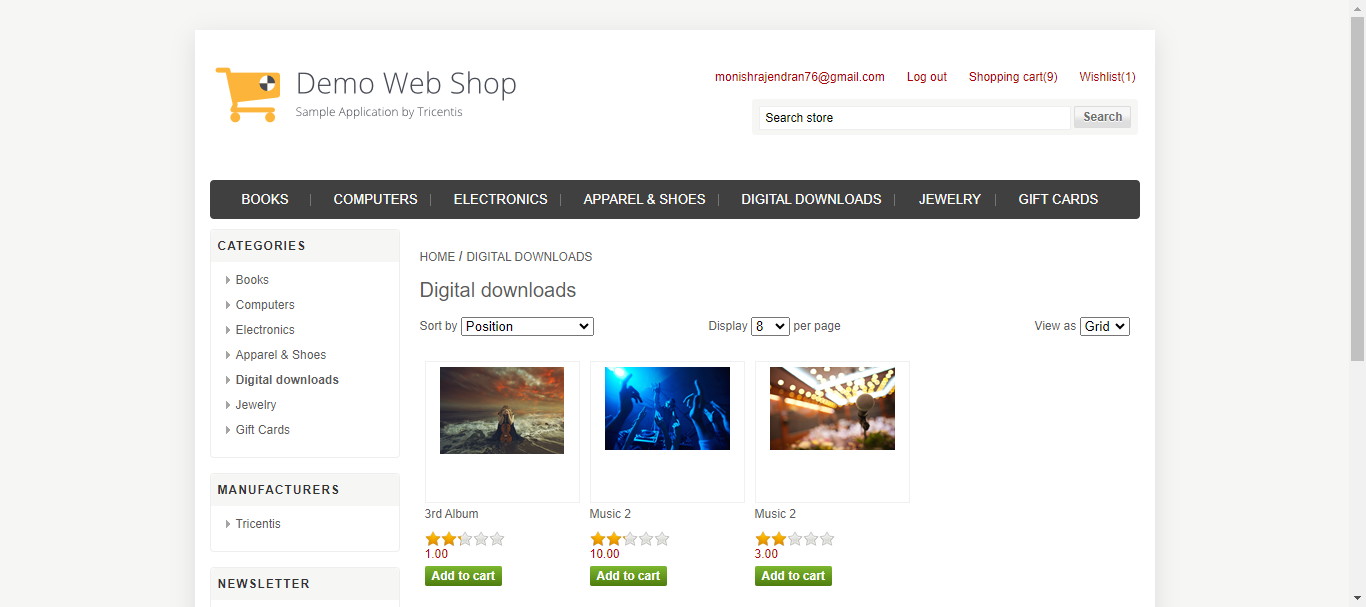 Demo Web Shop
Sample Application by Tricentis
monishrajendran76@gmail.com Log out Shopping cart(9) Wishlist(1)
Search store Search
BOOKS COMPUTERS ELECTRONICS APPAREL & SHOES DIGITAL DOWNLOADS JEWELRY GIFT CARDS
CATEGORIES
Books
Computers
Electronics
Apparel & Shoes
Digital downloads
Jewelry
Gift Cards
MANUFACTURERS
Tricentis
NEWSLETTER
HOME / DIGITAL DOWNLOADS
Digital downloads
Sort by Position Display 8 per page View as Grid
3rd Album Music 2 Music 2
1.00 10.00 3.00
Add to cart Add to cart Add to cart